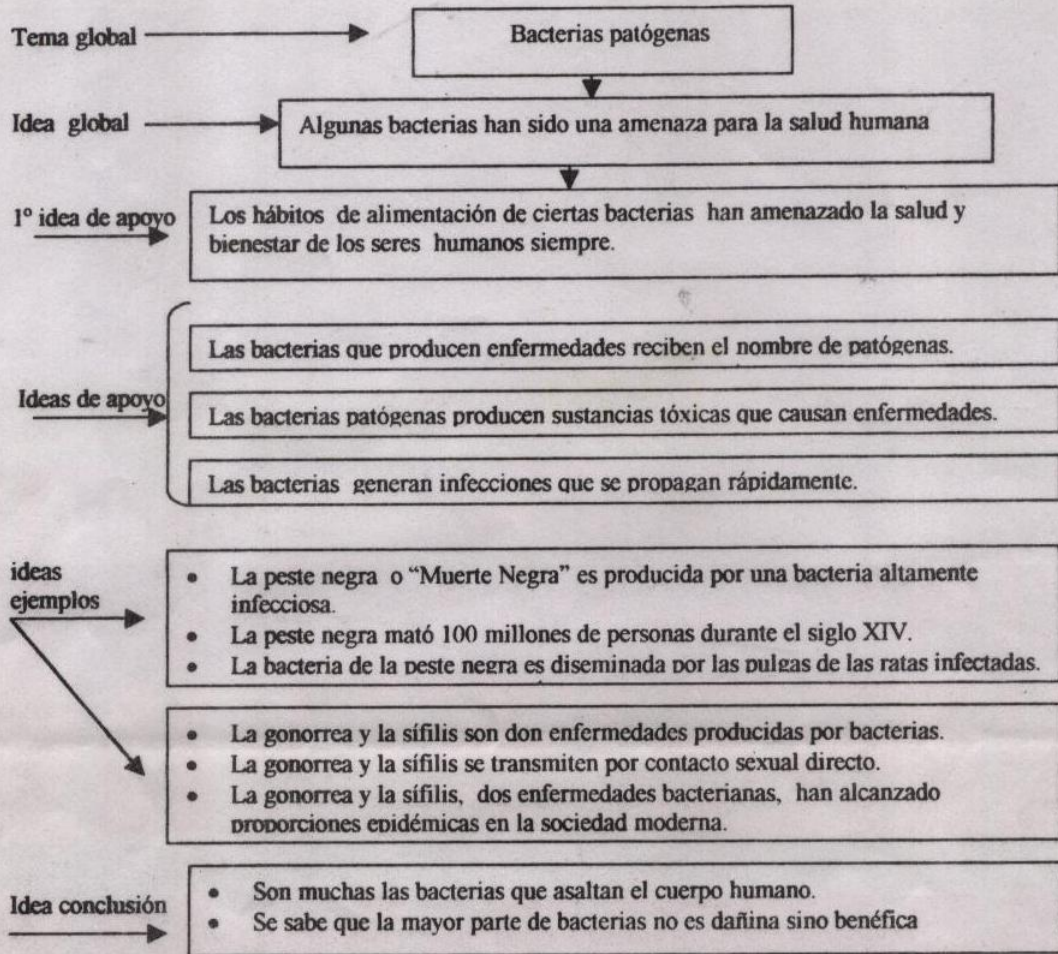 Tema global
Bacterias patógenas
Idea global
Algunas bacterias han sido una amenaza para la salud humana
1º idea de apoyo
Los hábitos de alimentación de ciertas bacterias han amenazado la salud y
bienestar de los seres humanos siempre.
Ideas de apoyo
Las bacterias que producen enfermedades reciben el nombre de patógenas.
Las bacterias patógenas producen sustancias tóxicas que causan enfermedades.
Las bacterias generan infecciones que se propagan rápidamente.
ideas
ejemplos
• La peste negra o “Muerte Negra” es producida por una bacteria altamente
infecciosa.
• La peste negra mató 100 millones de personas durante el siglo XIV.
• La bacteria de la peste negra es diseminada por las pulgas de las ratas infectadas.
• La gonorrea y la sífilis son don enfermedades producidas por bacterias.
• La gonorrea y la sífilis se transmiten por contacto sexual directo.
• La gonorrea y la sífilis, dos enfermedades bacterianas, han alcanzado
proporciones epidémicas en la sociedad moderna.
Idea conclusión
• Son muchas las bacterias que asaltan el cuerpo humano.
• Se sabe que la mayor parte de bacterias no es dañina sino benéfica